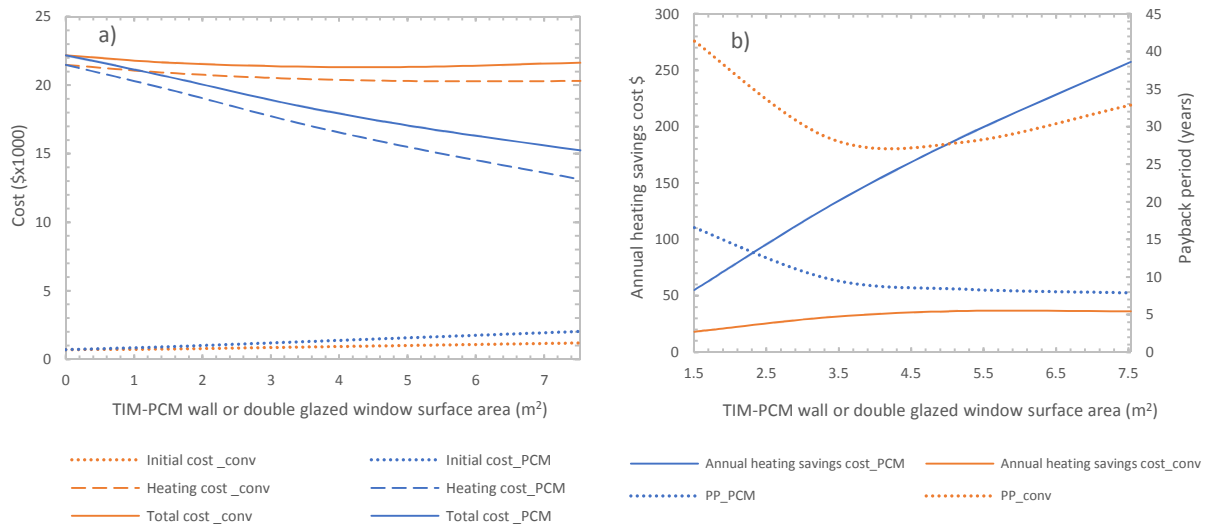 a)
25
20
15
10
5
0
Cost ($x1000)
0 1 2 3 4 5 6 7
TIM-PCM wall or double glazed window surface area (m²)
Initial cost _conv
Initial cost_PCM
Heating cost _conv
Heating cost_PCM
Total cost _conv
Total cost _PCM
b)
300
250
200
150
100
50
0
Annual heating savings cost $
45
40
35
30
25
20
15
10
5
0
Payback period (years)
1.5 2.5 3.5 4.5 5.5 6.5 7.5
TIM-PCM wall or double glazed window surface area (m²)
Annual heating savings cost_PCM
Annual heating savings cost_conv
PP_PCM
PP_conv